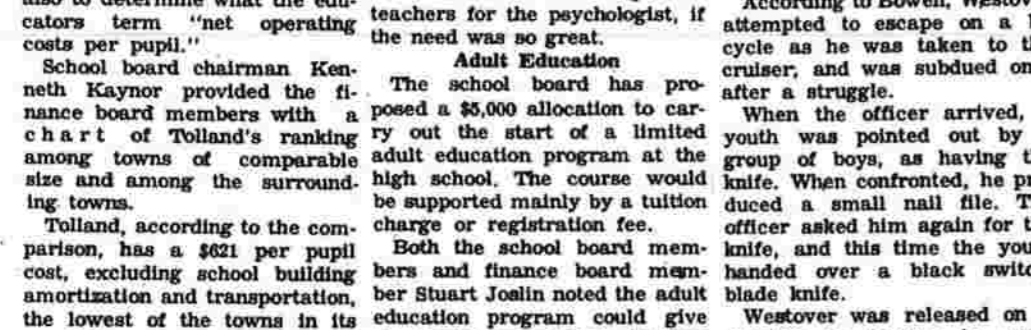 also to determine what the edu-
cators term "net operating
costs per pupil."
School board chairman Ken-
neth Kaynor provided the fi-
nance board members with a
chart of Tolland's ranking
among towns of comparable
size and among the surround-
ing towns.
Tolland, according to the com-
parison, has a $621 per pupil
cost, excluding school building
amortization and transportation,
the lowest of the towns in its
teachers for the psychologist, if
the need was so great.
Adult Education
The school board has pro-
posed a $5,000 allocation to car-
ry out the start of a limited
adult education program at the
high school. The course would
be supported mainly by a tuition
charge or registration fee.
Both the school board mem-
bers and finance board mem-
ber Stuart Joslin noted the adult
education program could give
According to Bowen, Westov
attempted to escape on a
cycle as he was taken to t
cruiser, and was subdued on
after a struggle.
When the officer arrived,
youth was pointed out by
group of boys, as having t
knife. When confronted, he pr
duced a small nail file. T
officer asked him again for t
knife, and this time the you
handed over a black switc
blade knife.
Westover was released on